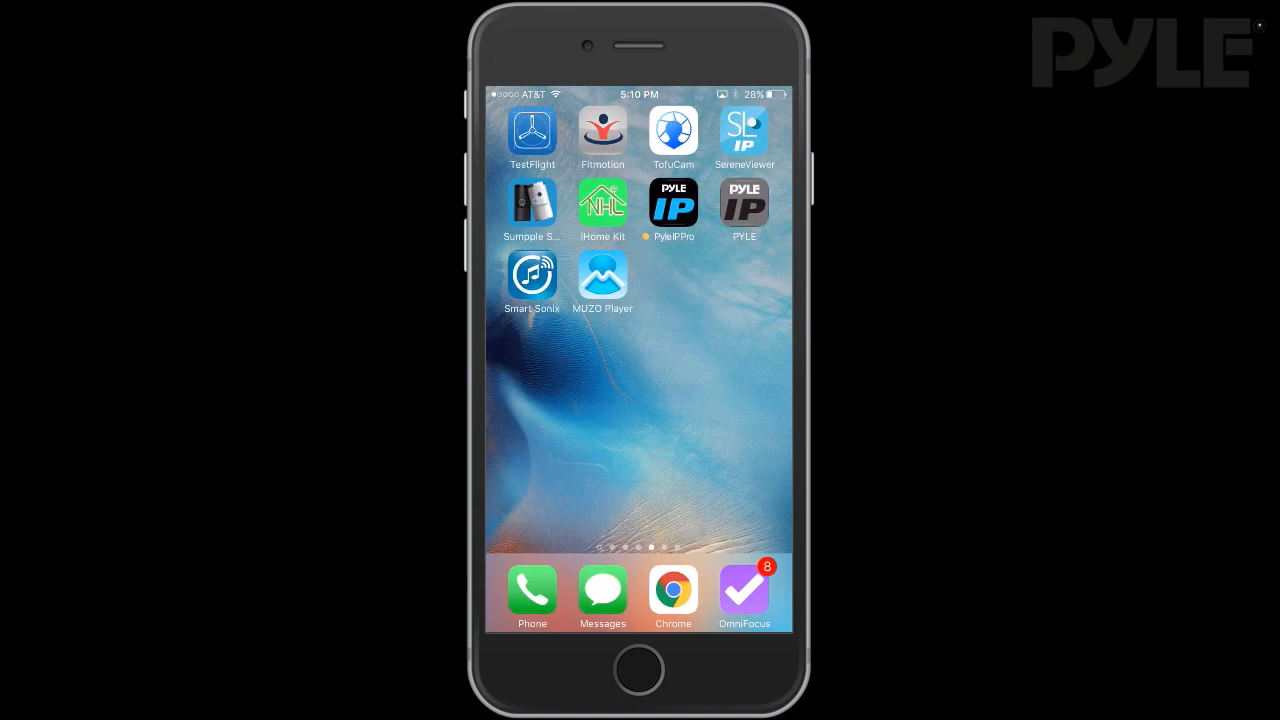 PYLE
AT&T 5:10 PM 28%
SL
IP
TestFlight Fitmotion TofuCam SereneViewer
NHL PYLE IP PYLE IP
Sumpple S... iHome Kit PyleIPPro PYLE
Smart Sonix MUZO Player
8
Phone Messages Chrome OmniFocus